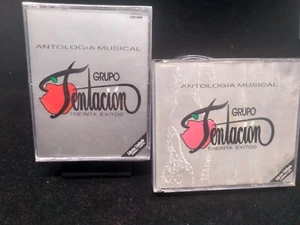 ANTOLOGIA MUSICAL
GRUPO
Tentación
TREINTA EXITOS
ANTOLOGIA MUSICAL
GRUPO
Tentación
TREINTA EXITOS